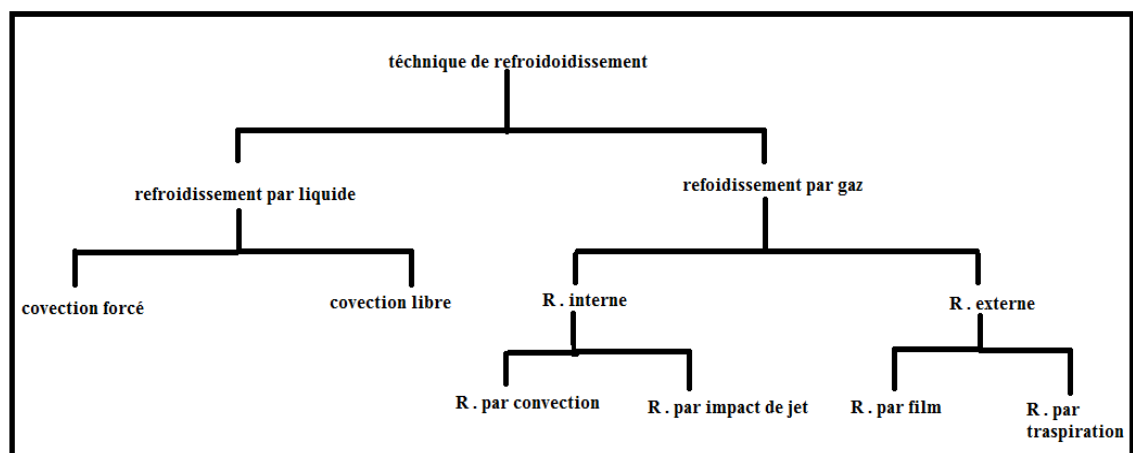 téchnique de refroidoidissement
refroidissement par liquide
refoidissement par gaz
covection forcé
covection libre
R . interne
R . externe
R . par convection
R . par impact de jet
R . par film
R . par
traspiration